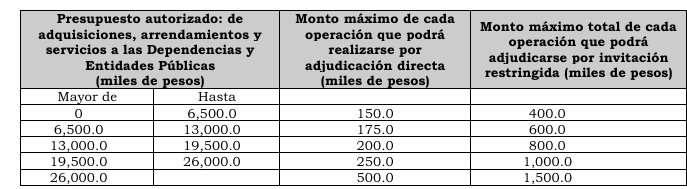 Presupuesto autorizado: de
adquisiciones, arrendamientos y
servicios a las Dependencias y
Entidades Públicas
(miles de pesos)
Monto máximo de cada
operación que podrá
realizarse por
adjudicación directa
(miles de pesos)
Monto máximo total de cada
operación que podrá
adjudicarse por invitación
restringida (miles de pesos)
Mayor de Hasta
0 6,500.0 150.0 400.0
6,500.0 13,000.0 175.0 600.0
13,000.0 19,500.0 200.0 800.0
19,500.0 26,000.0 250.0 1,000.0
26,000.0 500.0 1,500.0